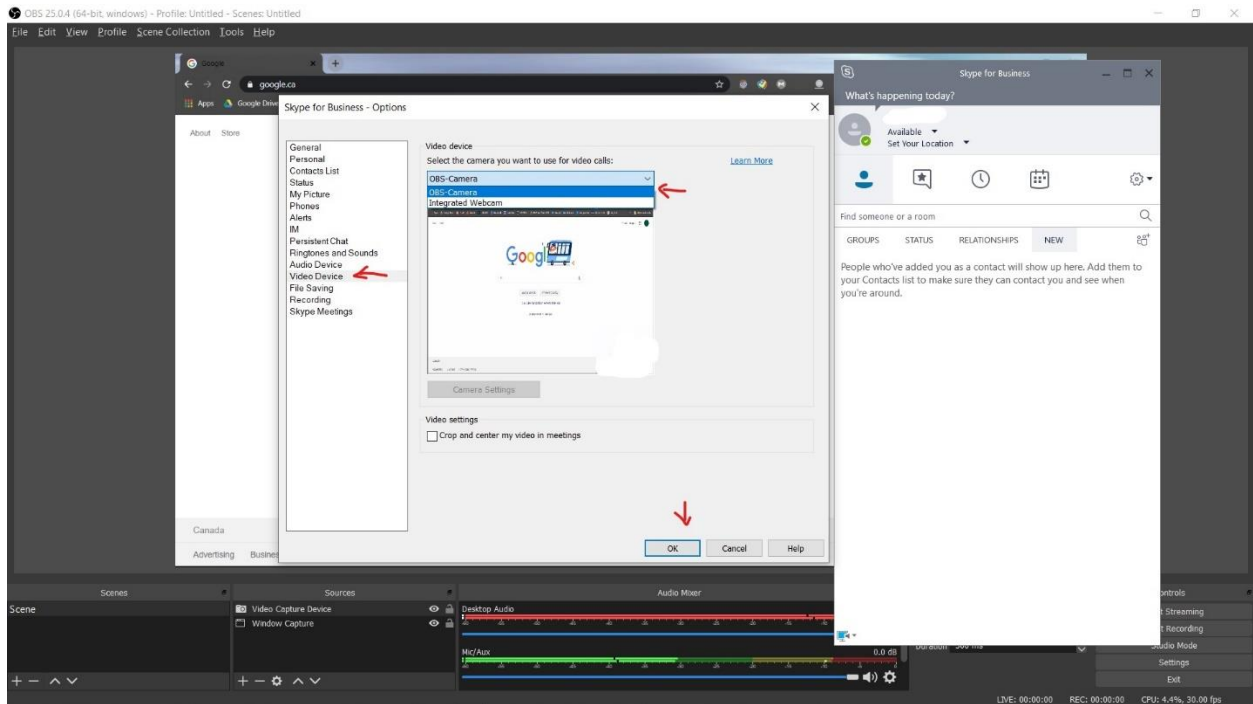 OBS 25.0.4 (64-bit, windows) - Profile: Untitled - Scenes: Untitled
File Edit View Profile Scene Collection Tools Help
Google
google.ca
Apps Google Drive
About Store
Canada
Advertising
Skype for Business - Options
General
Personal
Contacts List
Status
My Picture
Phones
Alerts
IM
Persistent Chat
Ringtones and Sounds
Audio Device
Video Device
File Saving
Recording
Skype Meetings
Video device
Select the camera you want to use for video calls:
Learn More
OBS-Camera
OBS-Camera
Integrated Webcam
Google
Camera Settings
Video settings
Crop and center my video in meetings
OK Cancel Help
Skype for Business
What's happening today?
Available
Set Your Location
Find someone or a room
GROUPS STATUS RELATIONSHIPS NEW
People who've added you as a contact will show up here. Add them to
your Contacts list to make sure they can contact you and see when
you're around.
Scenes
Scene
Sources
Video Capture Device
Window Capture
Audio Mixer
Desktop Audio
Mic/Aux
0.0 dB
Duration 300 ms
ontrols
t Streaming
t Recording
Studio Mode
Settings
Exit
LIVE: 00:00:00 REC: 00:00:00 CPU: 4.4%, 30.00 fps